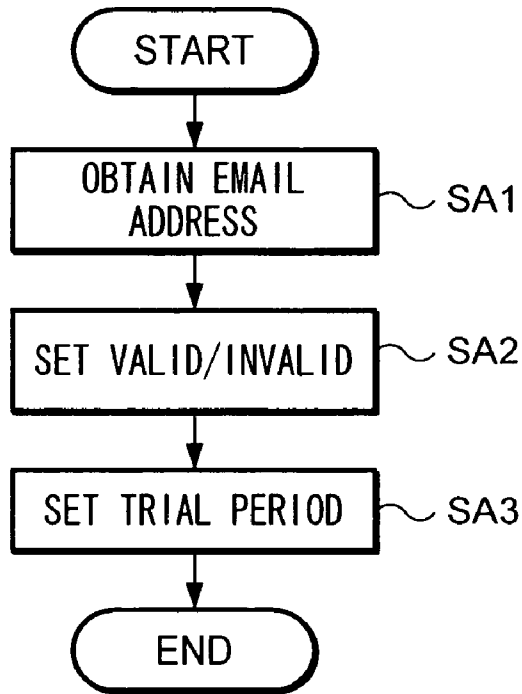 START
OBTAIN EMAIL
ADDRESS
SA1
SET VALID/INVALID
SA2
SET TRIAL PERIOD
SA3
END